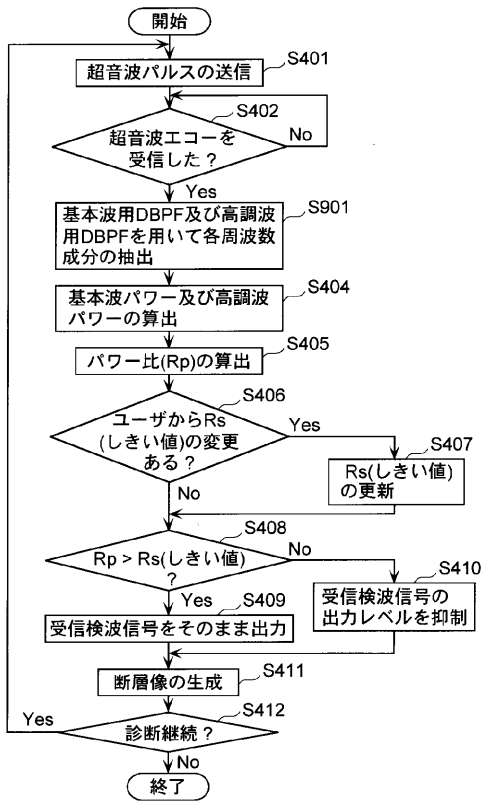 開始
S401
超音波パルスの送信
S402
超音波エコーを
受信した?
No
Yes
S901
基本波用DBPF及び高調波
用DBPFを用いて各周波数
成分の抽出
S404
基本波パワー及び高調波
パワーの算出
S405
パワー比(Rp)の算出
S406
ユーザからRs
(しきい値)の変更
ある?
Yes
S407
Rs(しきい値)
の更新
No
S408
Rp > Rs(しきい値)
?
No
S410
受信検波信号の
出力レベルを抑制
Yes
S409
受信検波信号をそのまま出力
S411
断層像の生成
S412
診断継続?
Yes
No
終了